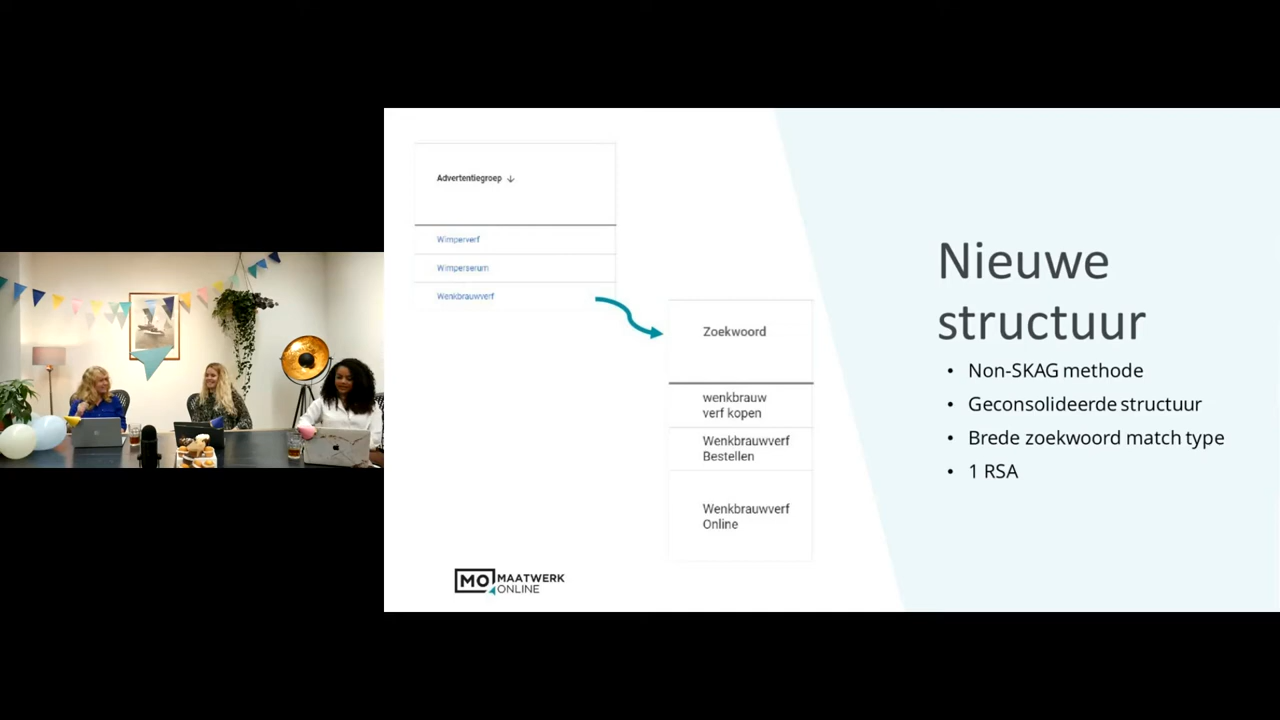 Advertentiegroep ↓
Wimperverf
Wimperserum
Wenkbrauwverf
Zoekwoord
wenkbrauw
verf kopen
Wenkbrauwverf
Bestellen
Wenkbrauwverf
Online
Nieuwe
structuur
• Non-SKAG methode
• Geconsolideerde structuur
• Brede zoekwoord match type
• 1 RSA
MO MAATWERK
ONLINE